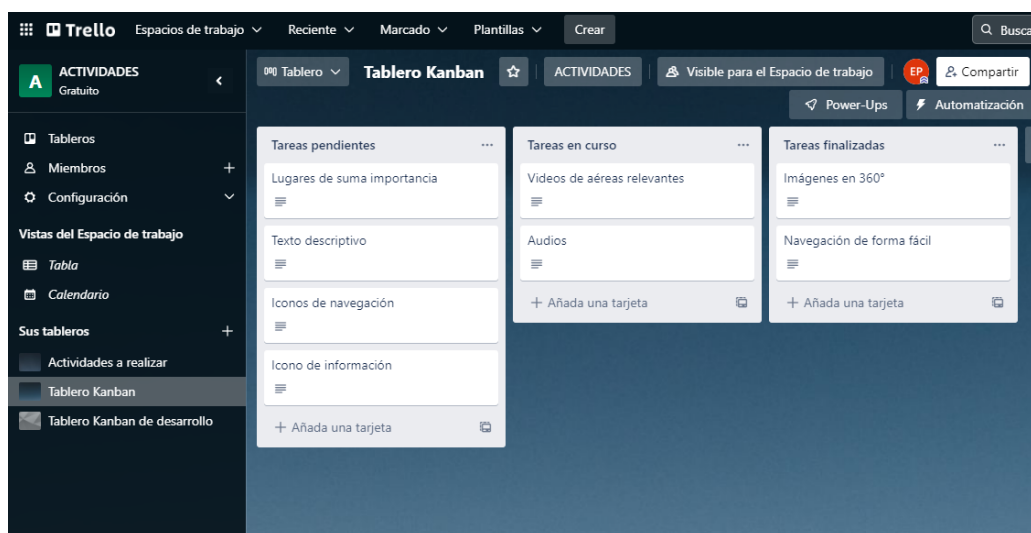 Trello Espacios de trabajo Reciente Marcado Plantillas Crear Busca
A ACTIVIDADES
Gratuito
Tablero Tablero Kanban ACTIVIDADES Visible para el Espacio de trabajo EP Compartir
Power-Ups Automatización
Tableros
Miembros
Configuración
Vistas del Espacio de trabajo
Tabla
Calendario
Sus tableros
Actividades a realizar
Tablero Kanban
Tablero Kanban de desarrollo
Tareas pendientes
Lugares de suma importancia
Texto descriptivo
Iconos de navegación
Icono de información
+ Añada una tarjeta
Tareas en curso
Videos de aéreas relevantes
Audios
+ Añada una tarjeta
Tareas finalizadas
Imágenes en 360°
Navegación de forma fácil
+ Añada una tarjeta